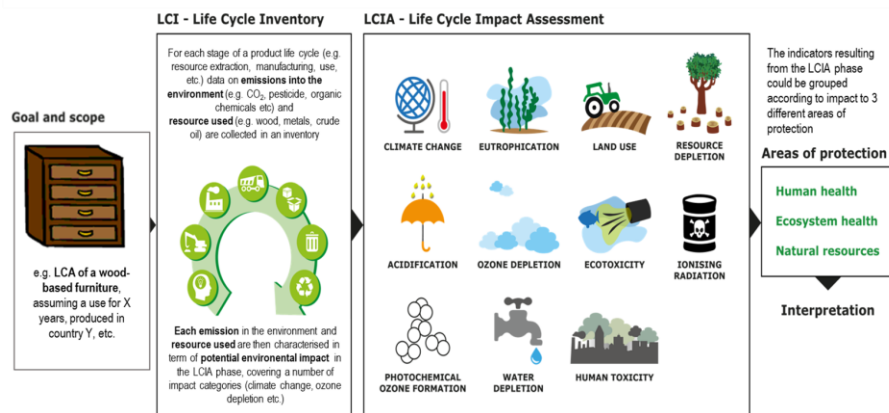 Goal and scope
e.g. LCA of a wood-
based furniture,
assuming a use for X
years, produced in
country Y, etc.
LCI - Life Cycle Inventory
For each stage of a product life cycle (e.g.
resource extraction, manufacturing, use,
etc.) data on emissions into the
environment (e.g. CO₂, pesticide, organic
chemicals etc) and
resource used (e.g. wood, metals, crude
oil) are collected in an inventory
Each emission in the environment and
resource used are then characterised in
term of potential environental impact in
the LCIA phase, covering a number of
impact categories (climate change, ozone
depletion etc.)
LCIA - Life Cycle Impact Assessment
CLIMATE CHANGE
EUTROPHICATION
LAND USE
RESOURCE
DEPLETION
ACIDIFICATION
OZONE DEPLETION
ECOTOXICITY
IONISING
RADIATION
PHOTOCHEMICAL
OZONE FORMATION
WATER
DEPLETION
HUMAN TOXICITY
The indicators resulting
from the LCIA phase
could be grouped
according to impact to 3
different areas of
protection
Areas of protection
Human health
Ecosystem health
Natural resources
Interpretation